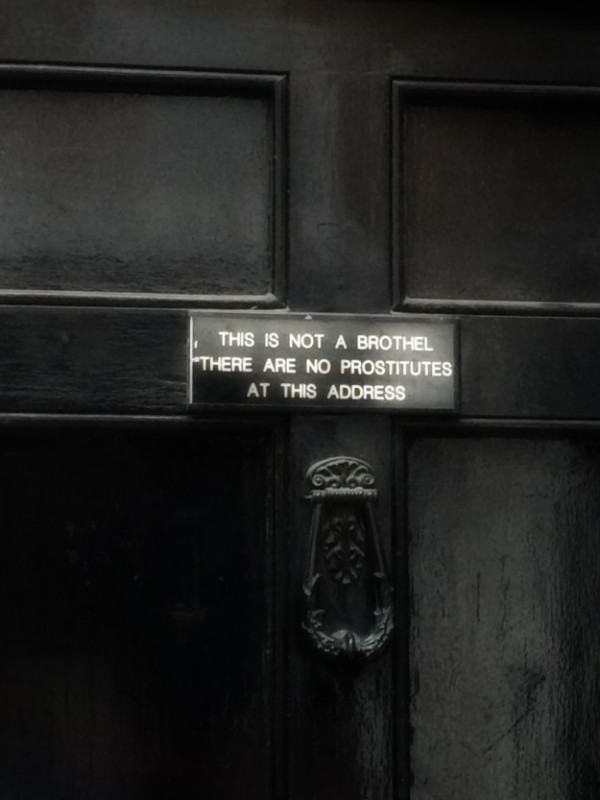 THIS IS NOT A BROTHEL
THERE ARE NO PROSTITUTES
AT THIS ADDRESS